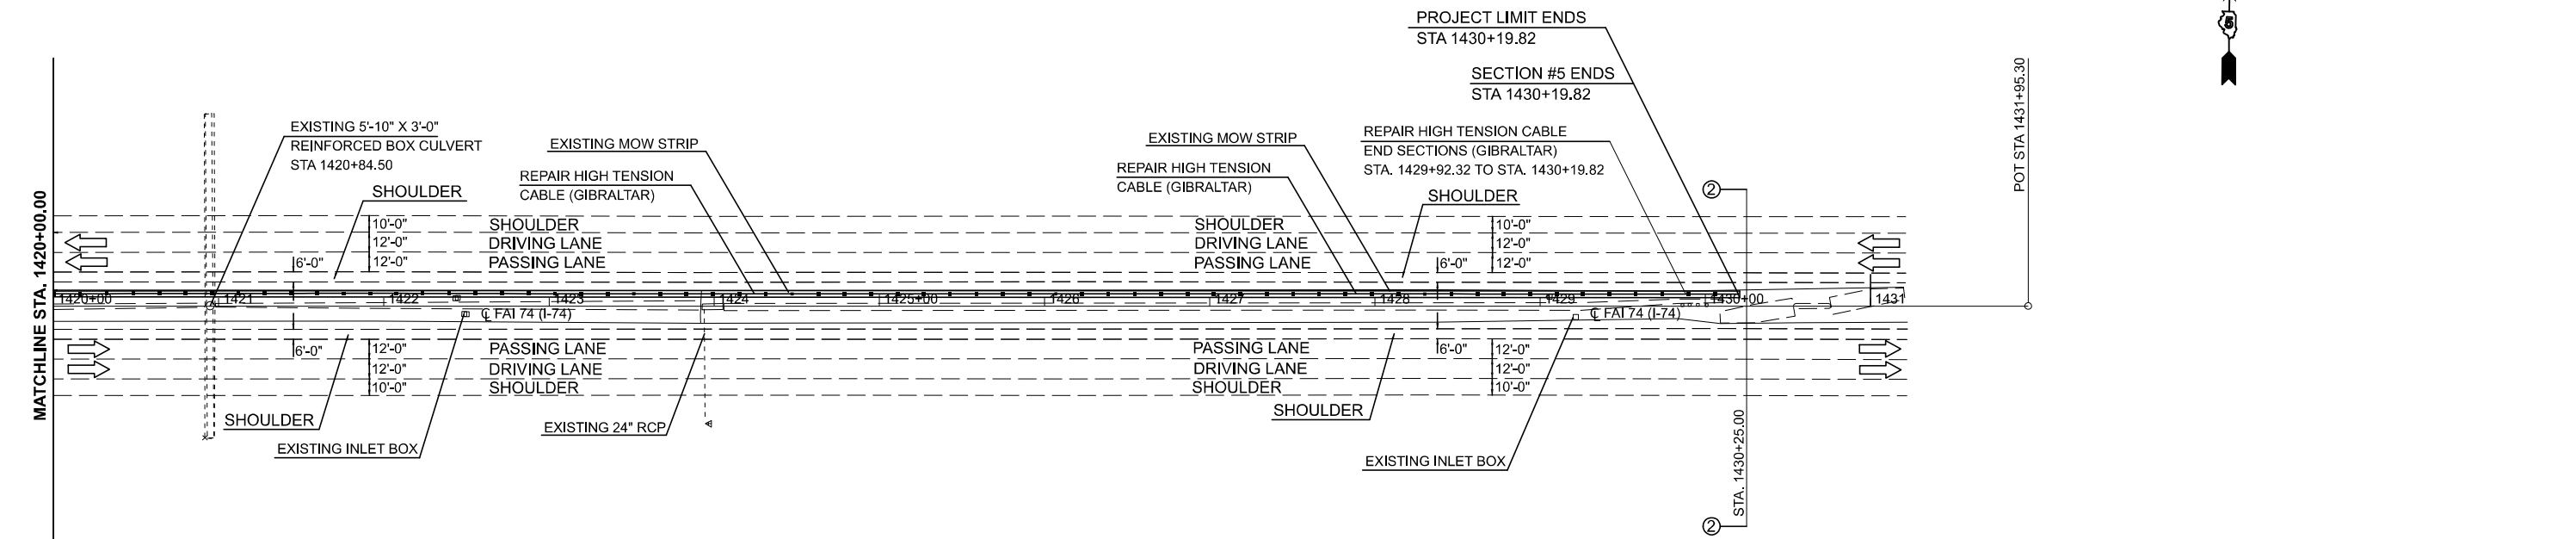 PROJECT LIMIT ENDS
STA 1430+19.82
SECTION #5 ENDS
STA 1430+19.82
5
POT STA 1431+95.30
MATCHLINE STA. 1420+00.00
EXISTING 5'-10" X 3'-0"
REINFORCED BOX CULVERT
STA 1420+84.50
SHOULDER
EXISTING MOW STRIP
REPAIR HIGH TENSION
CABLE (GIBRALTAR)
EXISTING MOW STRIP
REPAIR HIGH TENSION
CABLE (GIBRALTAR)
REPAIR HIGH TENSION CABLE
END SECTIONS (GIBRALTAR)
STA. 1429+92.32 TO STA. 1430+19.82
SHOULDER
2
10'-0" SHOULDER
12'-0" DRIVING LANE
6'-0" 12'-0" PASSING LANE
SHOULDER 10'-0"
DRIVING LANE 12'-0"
PASSING LANE 6'-0" 12'-0"
1420+00 1421 1422 1423 1424 1425+00 1426 1427 1428 1429 1430+00 1431
℄ FAI 74 (I-74)
℄ FAI 74 (I-74)
6'-0" 12'-0" PASSING LANE
12'-0" DRIVING LANE
10'-0" SHOULDER
PASSING LANE 6'-0" 12'-0"
DRIVING LANE 12'-0"
SHOULDER 10'-0"
SHOULDER
EXISTING INLET BOX
EXISTING 24" RCP
SHOULDER
EXISTING INLET BOX
STA. 1430+25.00
2